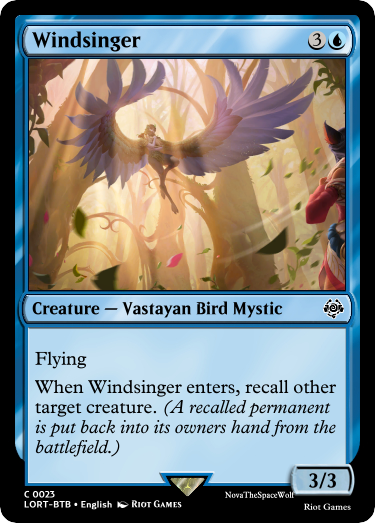 Windsinger 3
Creature — Vastayan Bird Mystic
Flying
When Windsinger enters, recall other
target creature. (A recalled permanent
is put back into its owners hand from the
battlefield.)
3/3
C 0023
LORT-BTB • English NovaTheSpaceWolf
Riot Games
Riot Games